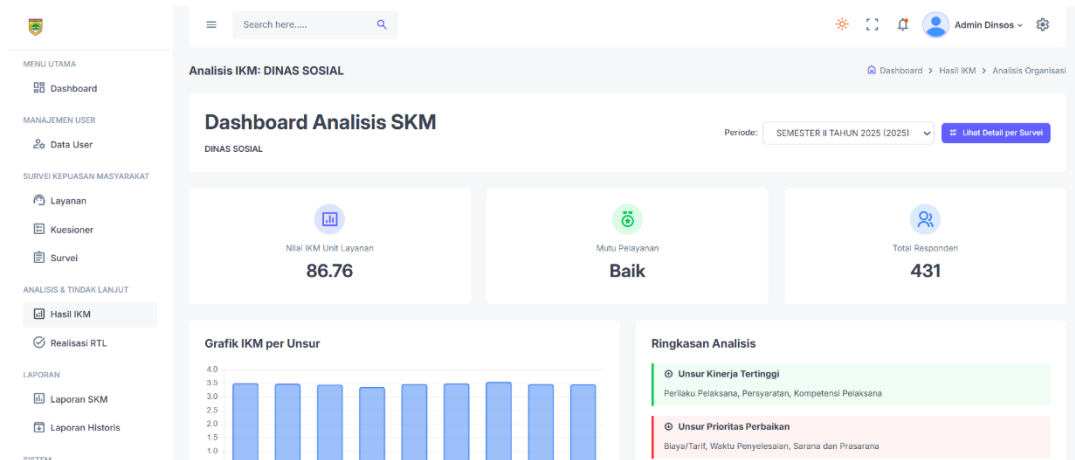 Search here.....
Admin Dinsos
MENU UTAMA
Dashboard
MANAJEMEN USER
Data User
SURVEI KEPUASAN MASYARAKAT
Layanan
Kuesioner
Survei
ANALISIS & TINDAK LANJUT
Hasil IKM
Realisasi RTL
LAPORAN
Laporan SKM
Laporan Historis
SISTEM
Analisis IKM: DINAS SOSIAL
Dashboard > Hasil IKM > Analisis Organisasi
Dashboard Analisis SKM
DINAS SOSIAL
Periode: SEMESTER II TAHUN 2025 (2025)
Lihat Detail per Survei
Nilai IKM Unit Layanan
86.76
Mutu Pelayanan
Baik
Total Responden
431
Grafik IKM per Unsur
4.0
3.5
3.0
2.5
2.0
1.5
1.0
Ringkasan Analisis
Unsur Kinerja Tertinggi
Perilaku Pelaksana, Persyaratan, Kompetensi Pelaksana
Unsur Prioritas Perbaikan
Biaya/Tarif, Waktu Penyelesaian, Sarana dan Prasarana